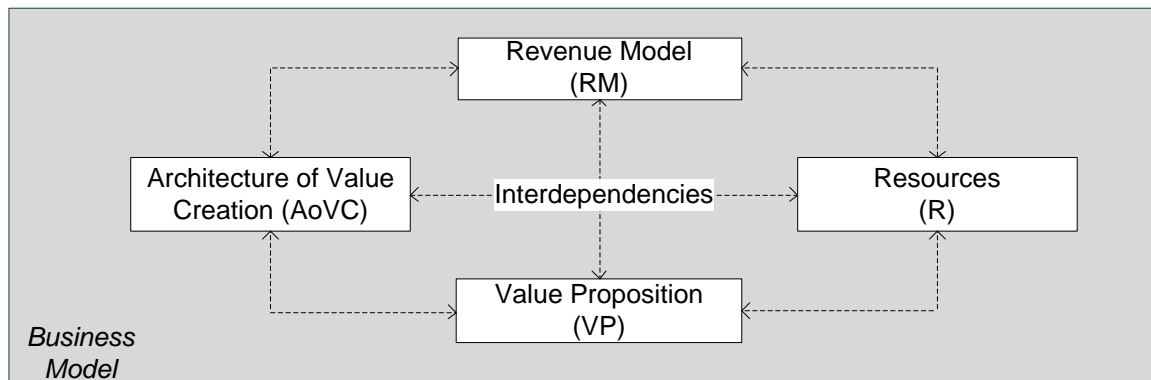 Revenue Model
(RM)
Architecture of Value
Creation (AoVC)
Interdependencies
Resources
(R)
Value Proposition
(VP)
Business
Model